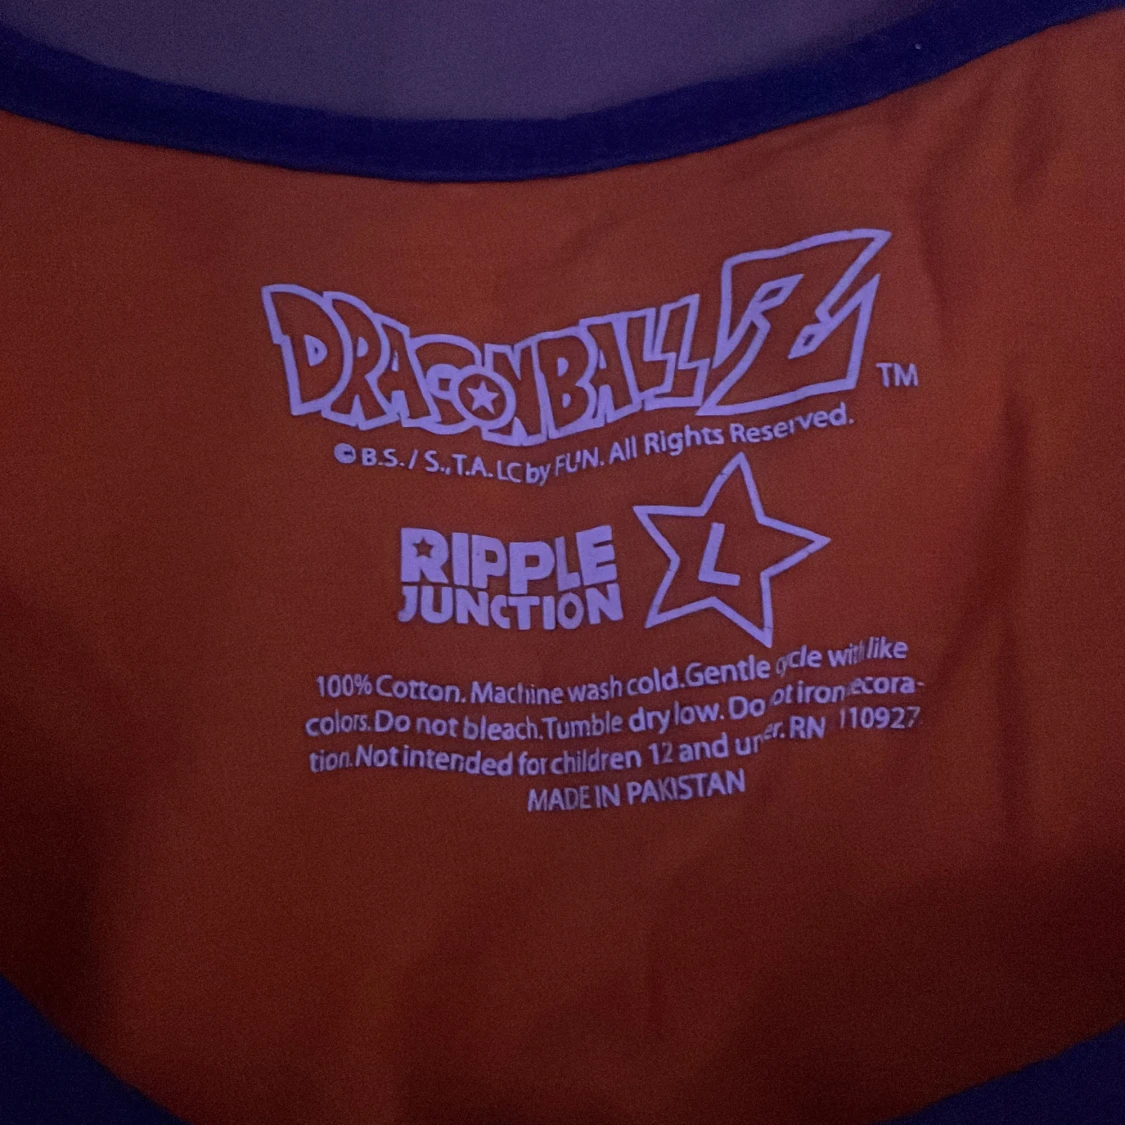 DRAGONBALL Z TM
© B.S./ S.,T.A. LC by FUN. All Rights Reserved.
RIPPLE
JUNCTION
L
100% Cotton. Machine wash cold. Gentle cycle with like
colors. Do not bleach. Tumble dry low. Do not iron decora-
tion. Not intended for children 12 and under. RN 110927
MADE IN PAKISTAN